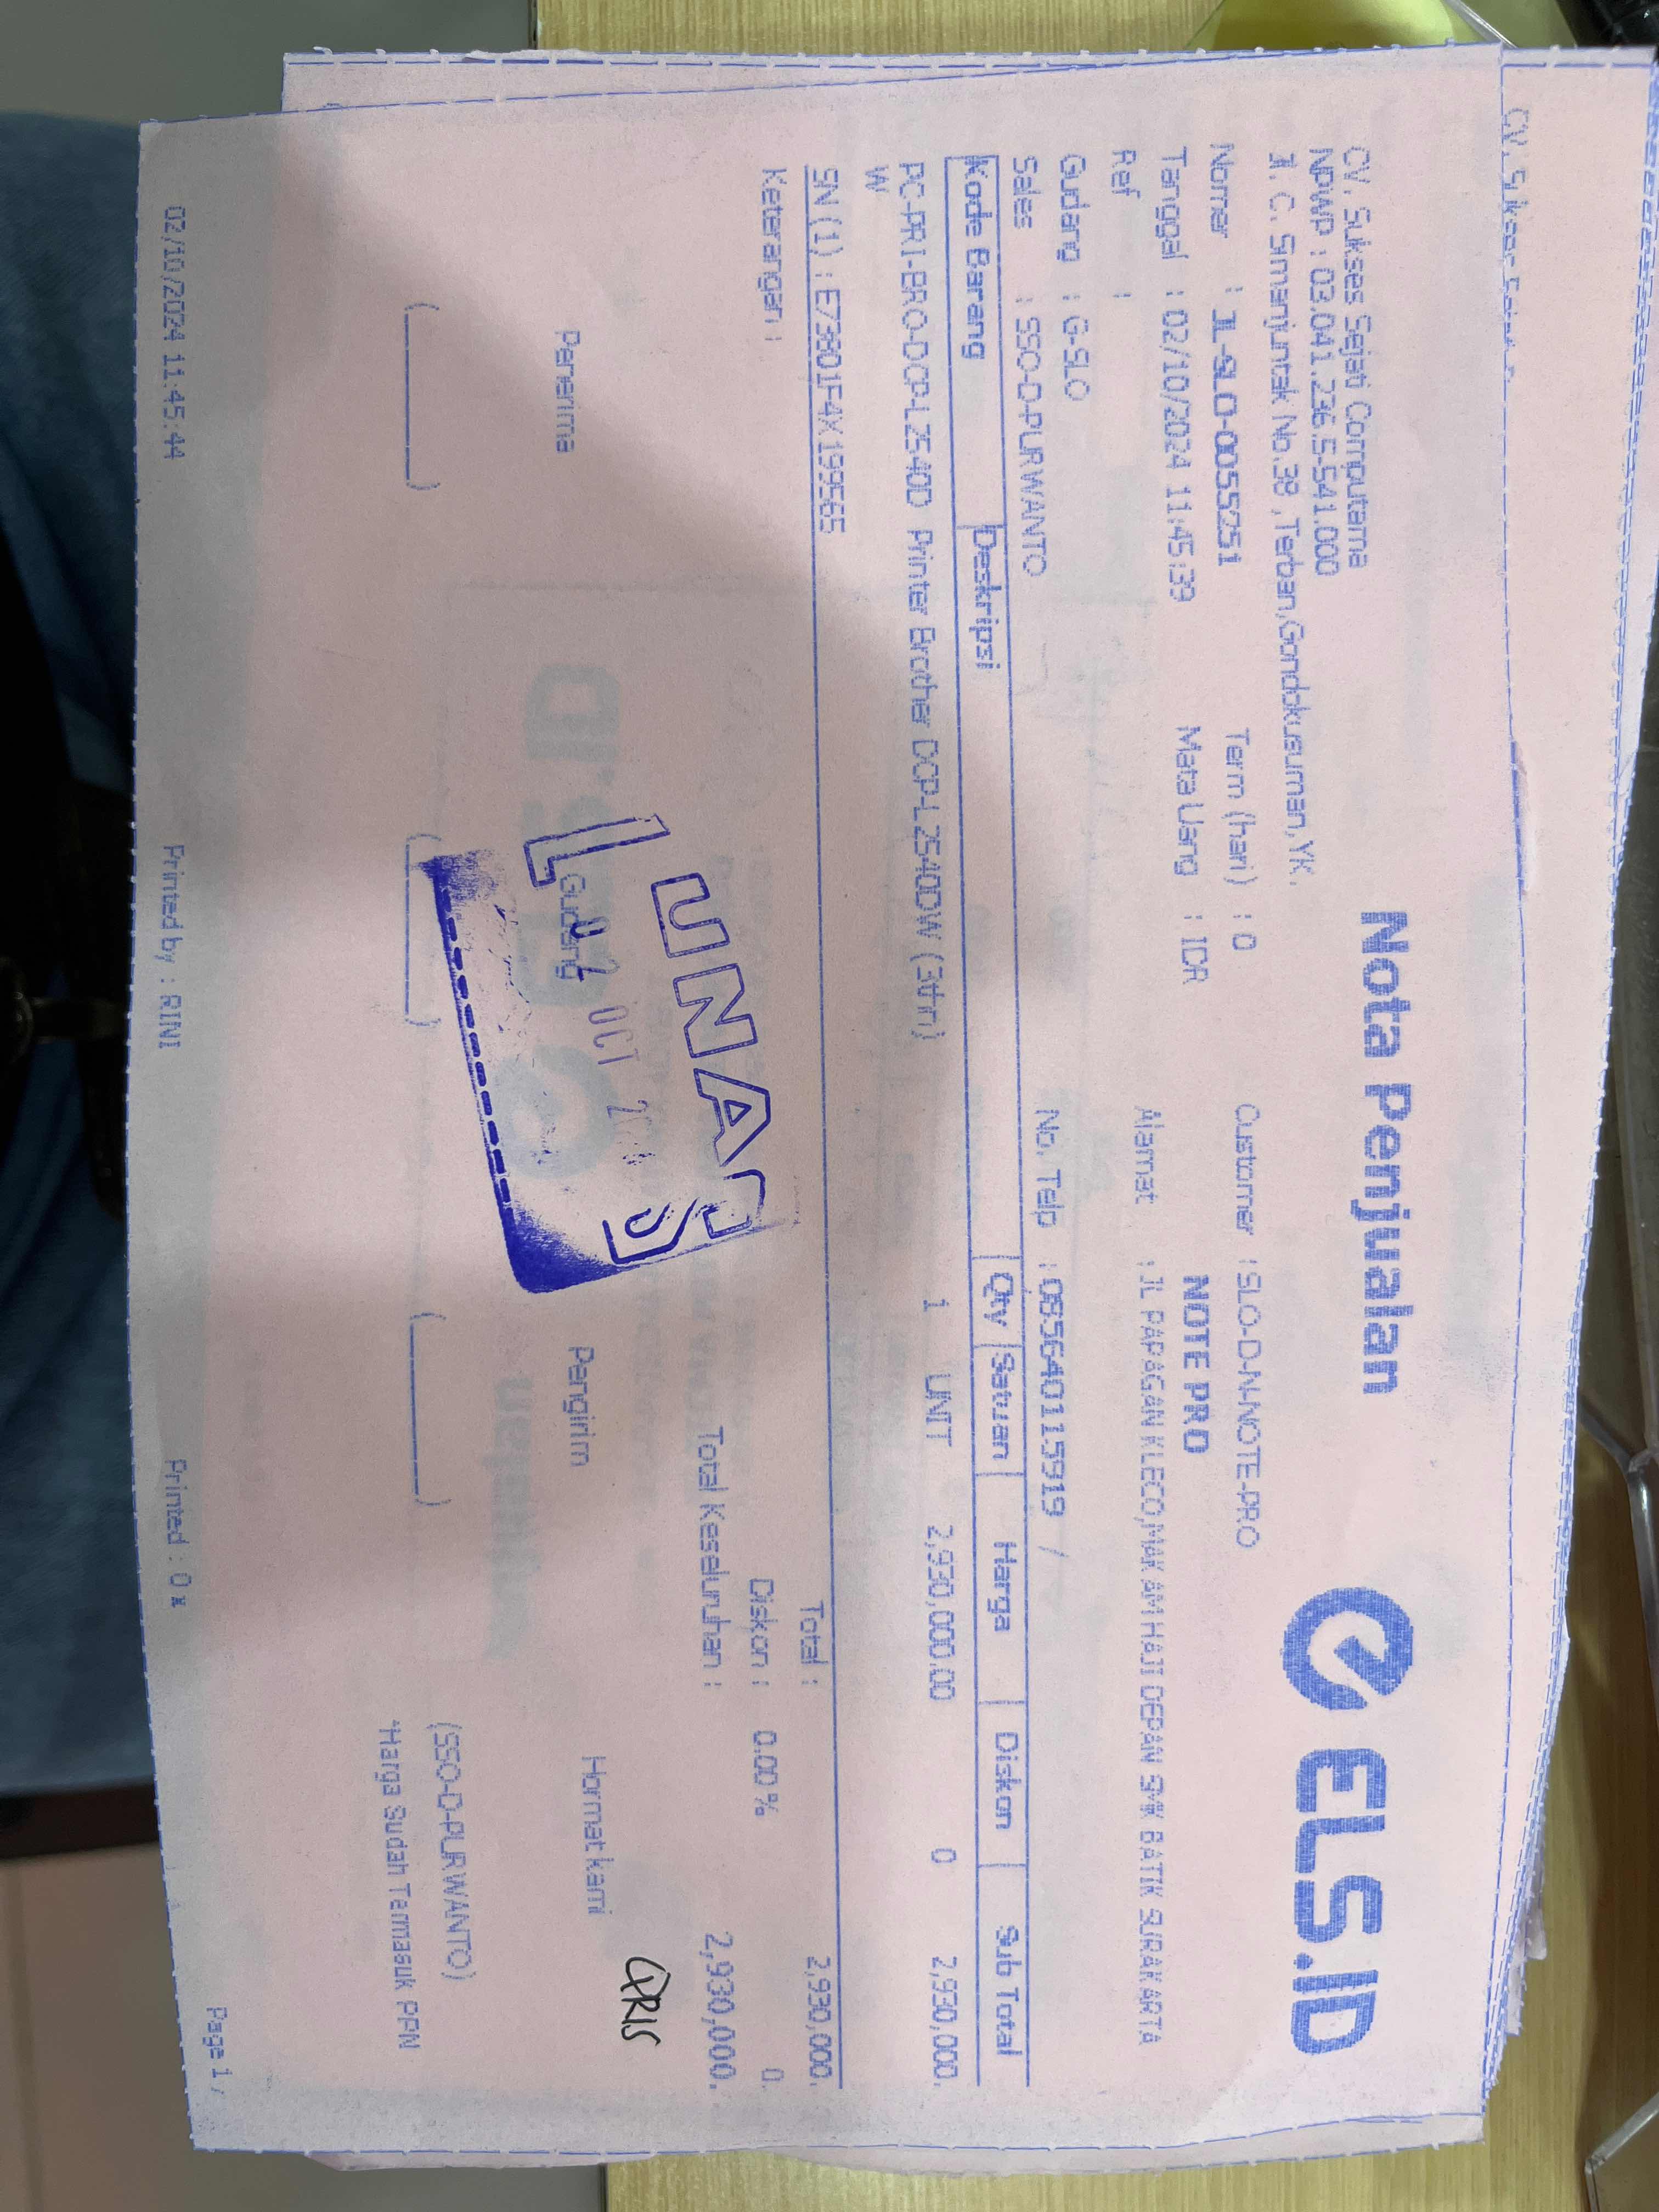 Nota Penjualan
ELS.ID
CV. Sukses Sejati Computama
NPWP : 03.041.236.5-541.000
Jl. C. Simanjuntak No.38 ,Terban,Gondokusuman,YK.
Nomer : JL-SLO-0055251
Tanggal : 02/10/2024 11:45:39
Ref :
Gudang : G-SLO
Sales : SSO-D-PURWANTO
Term (hari) : 0
Mata Uang : IDR
Customer : SLO-D-N-NOTE-PRO
NOTE PRO
Alamat : JL PAPAGAN KLECO,MAKAMHAJI DEPAN SMK BATIK SURAKARTA
No. Telp : 085640115919 /
Kode Barang Deskripsi Qty Satuan Harga Diskon Sub Total
PC-PRI-BRO-DCP-L2540D Printer Brother DCP-L2540DW (3thn) 1 UNIT 2,930,000.00 0 2,930,000.
W
SN (1) : E73801F4X199565
Keterangan :
Total : 2,930,000.
Diskon : 0.00 % 0.
Total Keseluruhan : 2,930,000.
QRIS
LUNAS
OCT
Penerima Gudang Pengirim Hormat kami
(SSO-D-PURWANTO)
*Harga Sudah Termasuk PPN
02/10/2024 11:45:44 Printed by : RINI Printed : 0 x Page 1 /